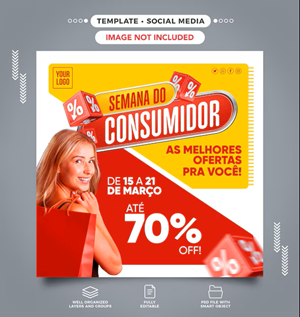 TEMPLATE • SOCIAL MEDIA
IMAGE NOT INCLUDED
YOUR
LOGO
%
%
%
%
SEMANA DO
CONSUMIDOR
AS MELHORES
OFERTAS
PRA VOCÊ!
DE 15 A 21
DE MARÇO
ATÉ
70%
OFF!
%
WELL ORGANIZED
LAYERS AND GROUPS
FULLY
EDITABLE
PSD FILE WITH
SMART OBJECT